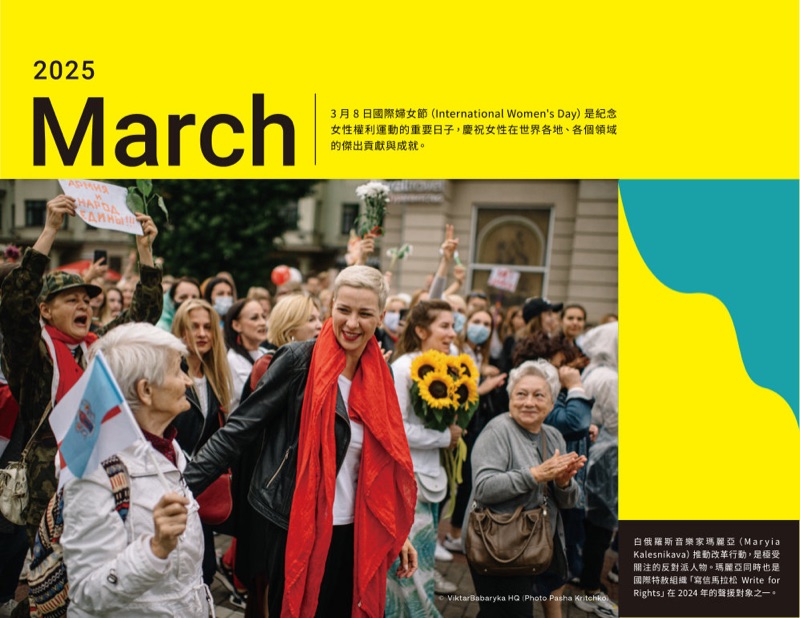 2025
March
3 月 8 日國際婦女節 (International Women's Day) 是紀念
女性權利運動的重要日子，慶祝女性在世界各地、各個領域
的傑出貢獻與成就。
АРМИЯ
И
НАРОД
ЕДИНЫ!!!
白俄羅斯音樂家瑪麗亞 (Maryia
Kalesnikava) 推動改革行動，是極受
關注的反對派人物。瑪麗亞同時也是
國際特赦組織「寫信馬拉松 Write for
Rights」在 2024 年的聲援對象之一。
© ViktarBabaryka HQ (Photo Pasha Kritchko)